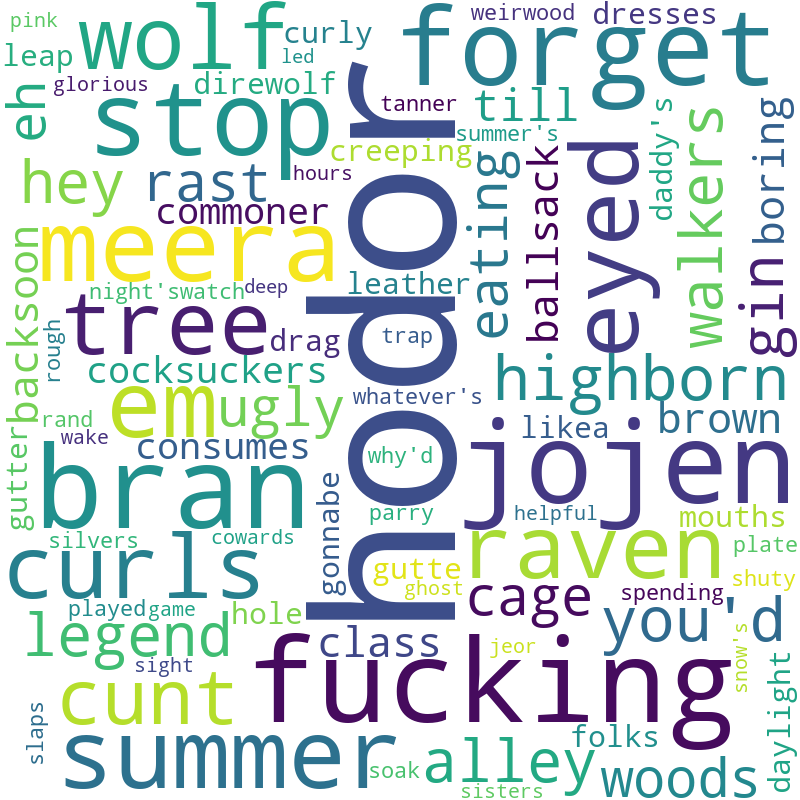 pink
wolf
curly
led
forget
weirwood
dresses
leap
glorious
direwolf
eh
stop
hodor
tanner
till
summer's
creeping
daddy's
walkers
boring
hey
rast
hours
commoner
eating
ballsack
eyed
gin
meera
backsoon
night'swatch
deep
leather
tree
drag
trap
rough
cocksuckers
whatever's
highborn
em
ugly
rand
wake
consumes
likea
brown
gutter
bran
why'd
jojen
gonnabe
parry
helpful
mouths
silvers
cowards
raven
plate
curls
gutte
ghost
cage
shuty
spending
played
game
hole
you'd
legend
class
jeor
snow's
sight
fucking
cunt
daylight
slaps
summer
soak
alley
folks
woods
sisters